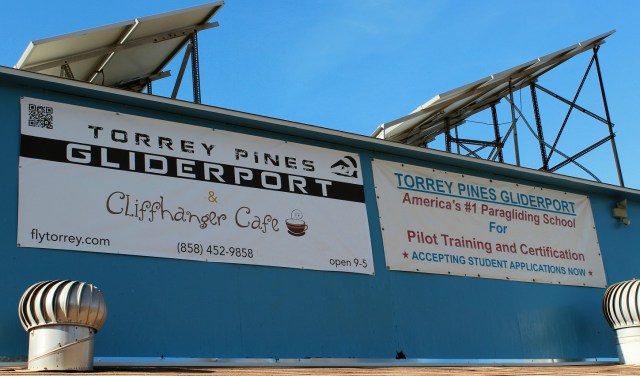 TORREY PINES
GLIDERPORT
&
Cliffhanger Cafe
flytorrey.com
(858) 452-9858
open 9-5
TORREY PINES GLIDERPORT
America's #1 Paragliding School
For
Pilot Training and Certification
★ ACCEPTING STUDENT APPLICATIONS NOW ★